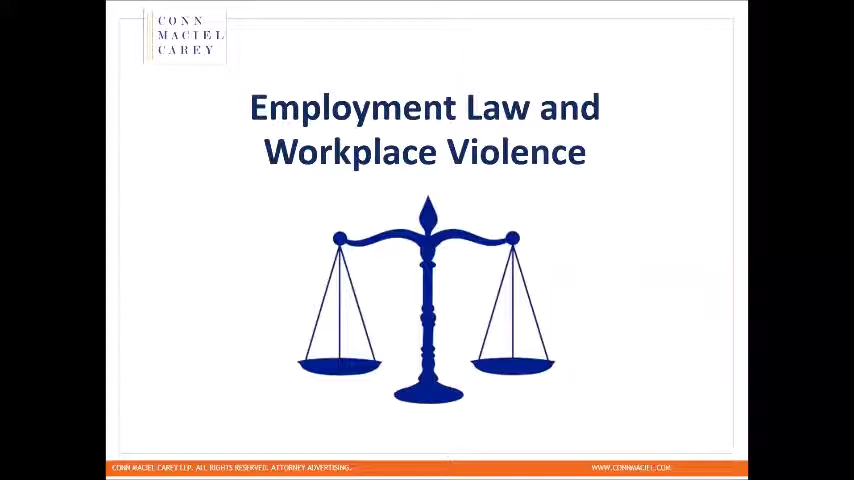 CONN
MACIEL
CAREY
Employment Law and
Workplace Violence
CONN MACIEL CAREY LLP. ALL RIGHTS RESERVED. ATTORNEY ADVERTISING.
WWW.CONNMACIEL.COM